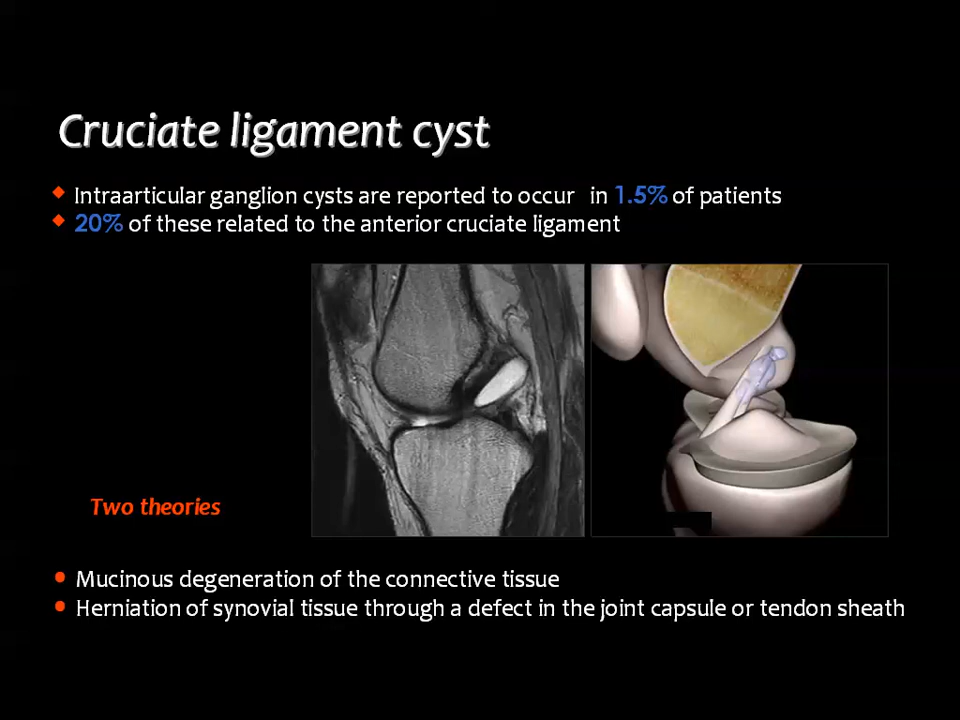 Cruciate ligament cyst
Intraarticular ganglion cysts are reported to occur in 1.5% of patients
20% of these related to the anterior cruciate ligament
Two theories
Mucinous degeneration of the connective tissue
Herniation of synovial tissue through a defect in the joint capsule or tendon sheath